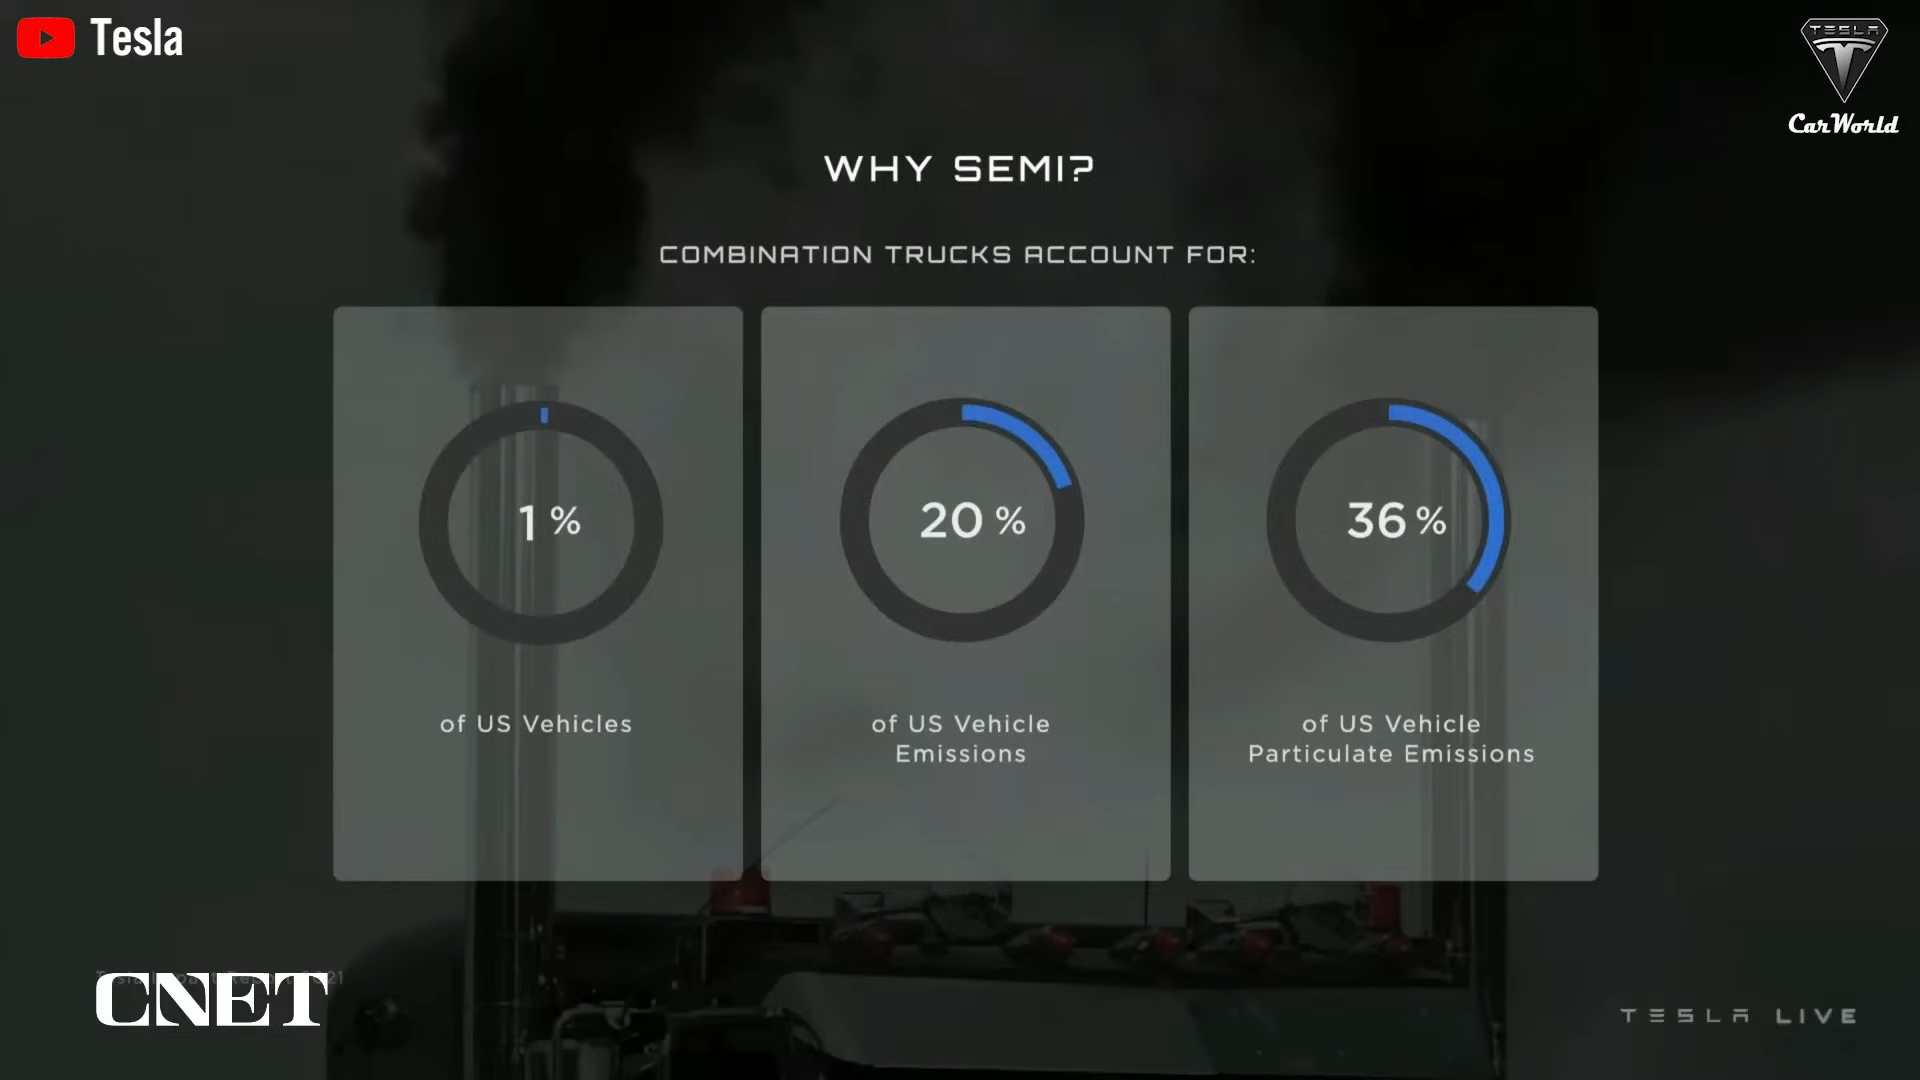 Tesla
TESLA
CarWorld
WHY SEMI?
COMBINATION TRUCKS ACCOUNT FOR:
1 %
of US Vehicles
20 %
of US Vehicle
Emissions
36 %
of US Vehicle
Particulate Emissions
CNET
TESLA LIVE